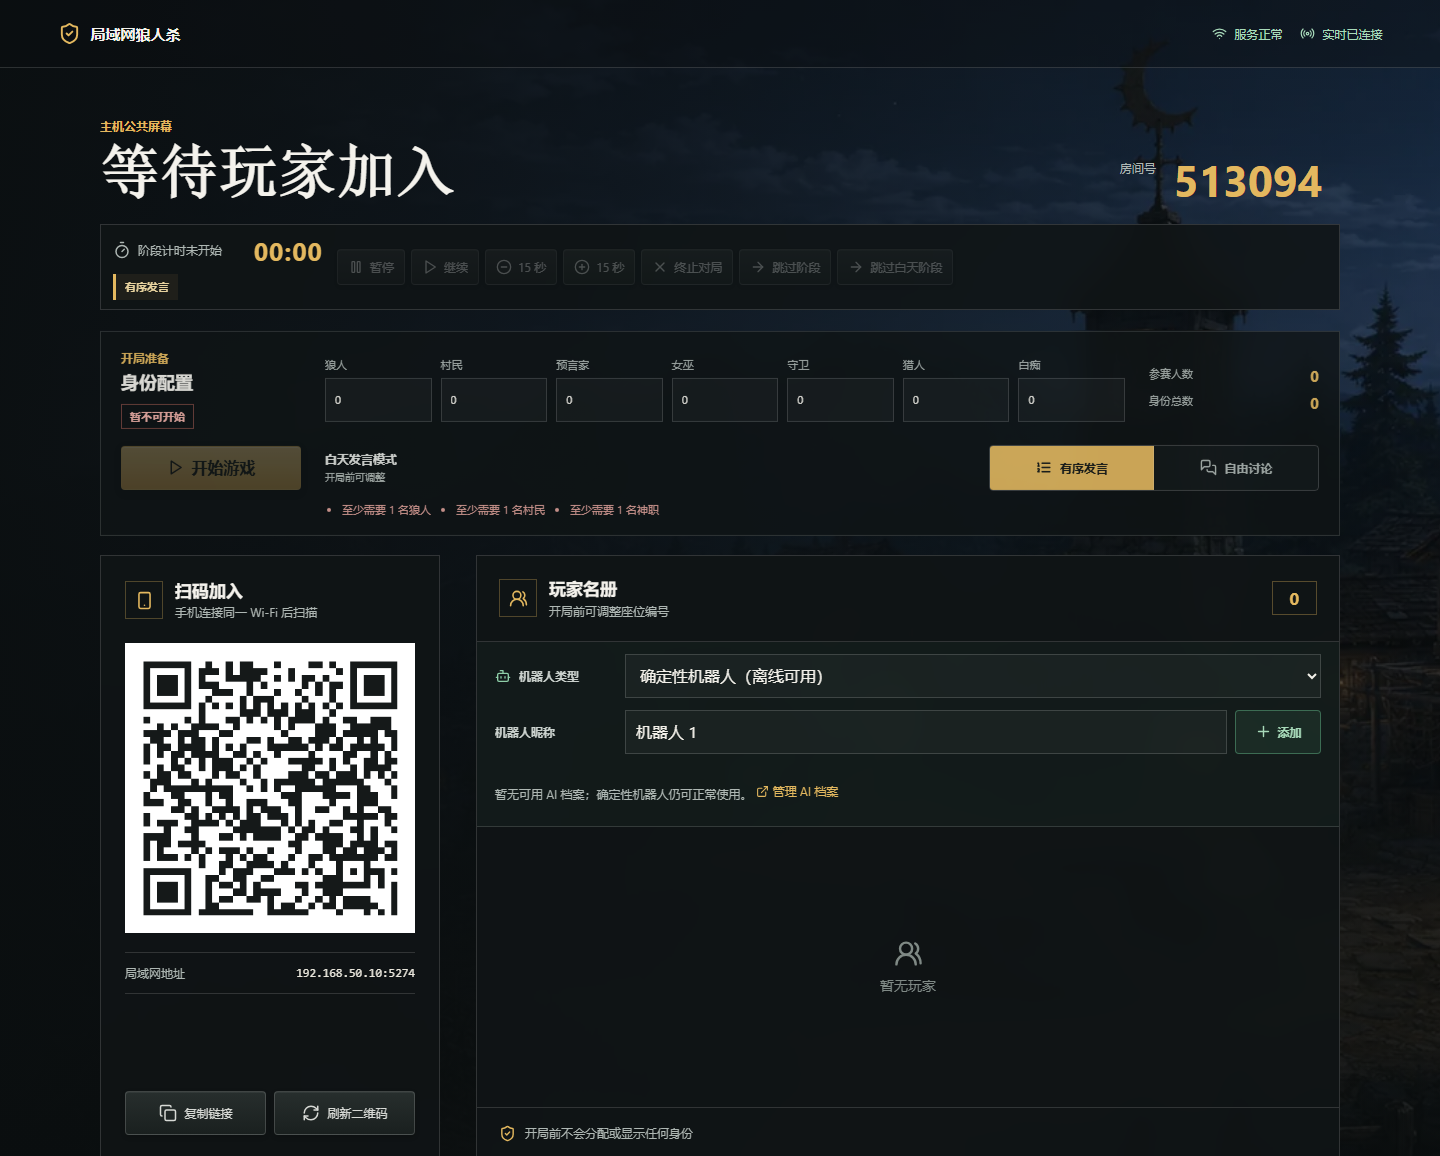 局域网狼人杀
服务正常
实时已连接
主机公共屏幕
等待玩家加入
房间号
513094
阶段计时未开始
00:00
暂停
继续
15 秒
15 秒
终止对局
跳过阶段
跳过白天阶段
有序发言
开局准备
身份配置
暂不可开始
狼人
村民
预言家
女巫
守卫
猎人
白痴
0
0
0
0
0
0
0
参赛人数
0
身份总数
0
开始游戏
白天发言模式
开局前可调整
有序发言
自由讨论
• 至少需要 1 名狼人
• 至少需要 1 名村民
• 至少需要 1 名神职
扫码加入
手机连接同一 Wi-Fi 后扫描
局域网地址
192.168.50.10:5274
复制链接
刷新二维码
玩家名册
开局前可调整座位编号
0
机器人类型
确定性机器人（离线可用）
机器人昵称
机器人 1
添加
暂无可用 AI 档案；确定性机器人仍可正常使用。
管理 AI 档案
暂无玩家
开局前不会分配或显示任何身份